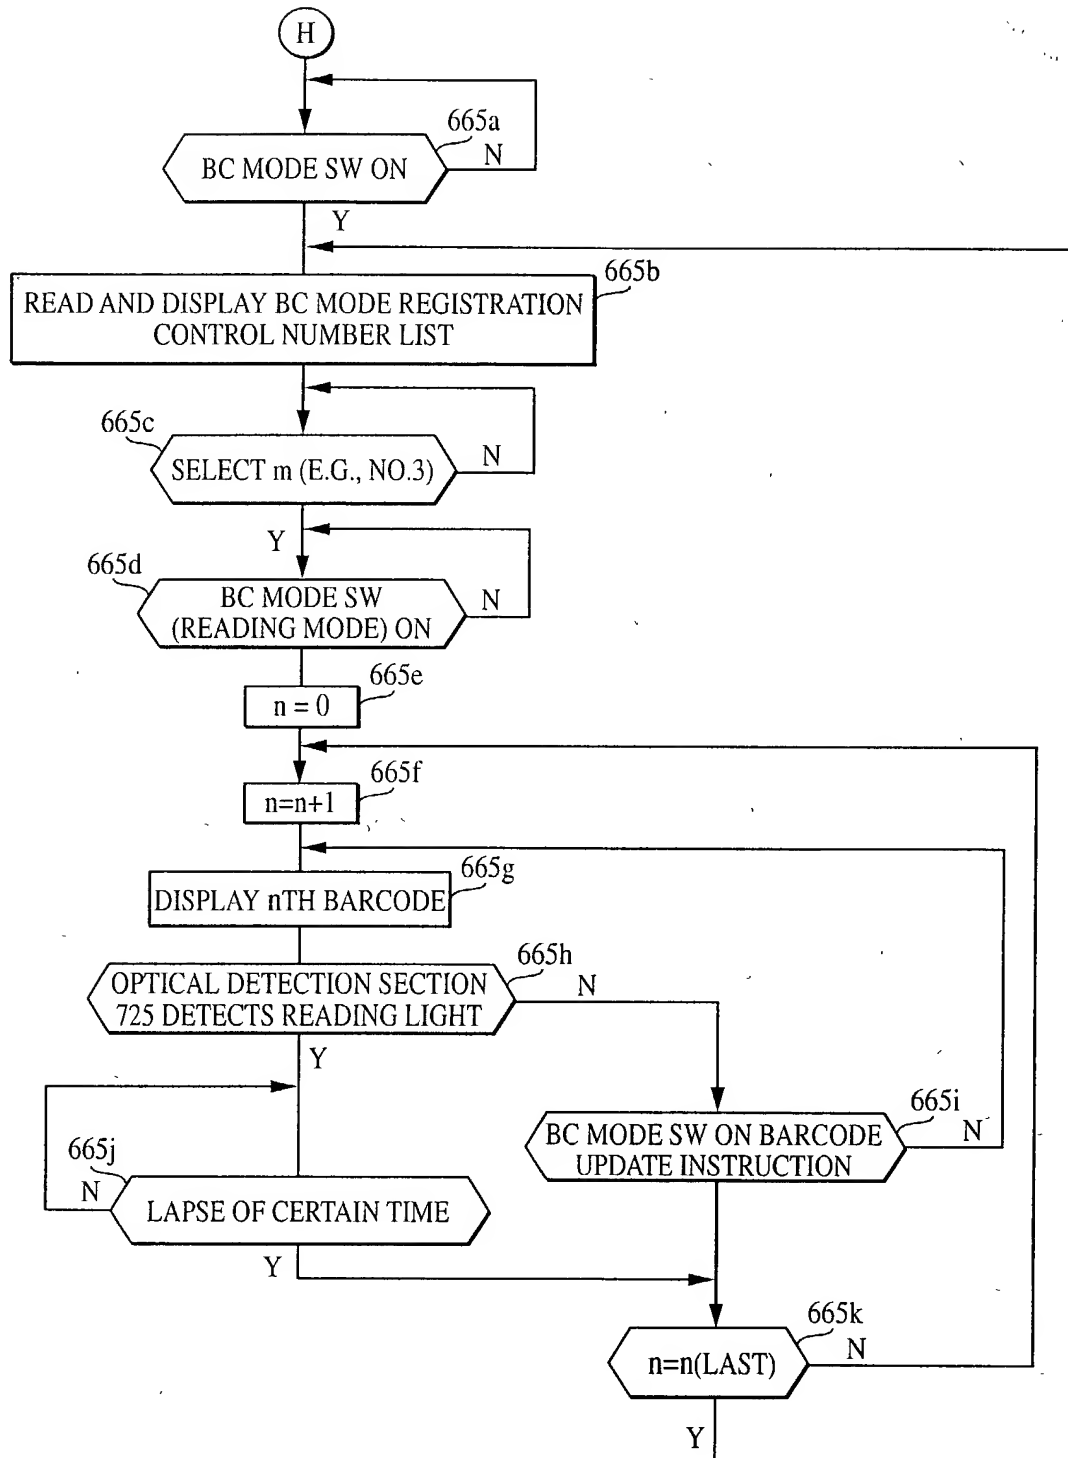 H
665a
BC MODE SW ON
N
Y
665b
READ AND DISPLAY BC MODE REGISTRATION
CONTROL NUMBER LIST
665c
SELECT m (E.G., NO.3)
N
Y
665d
BC MODE SW
(READING MODE) ON
N
665e
n = 0
665f
n=n+1
665g
DISPLAY nTH BARCODE
665h
OPTICAL DETECTION SECTION
725 DETECTS READING LIGHT
N
Y
665i
BC MODE SW ON BARCODE
UPDATE INSTRUCTION
N
665j
N
LAPSE OF CERTAIN TIME
Y
665k
n=n(LAST)
N
Y